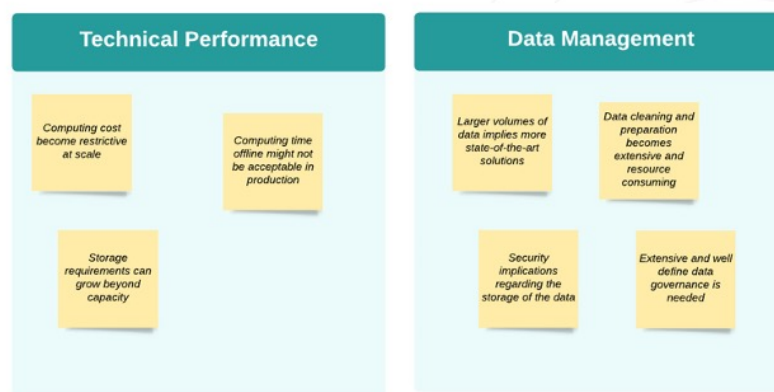 Technical Performance
Computing cost
become restrictive
at scale
Computing time
offline might not
be acceptable in
production
Storage
requirements can
grow beyond
capacity
Data Management
Larger volumes of
data implies more
state-of-the-art
solutions
Data cleaning and
preparation
becomes
extensive and
resource
consuming
Security
implications
regarding the
storage of the data
Extensive and well
define data
governance is
needed